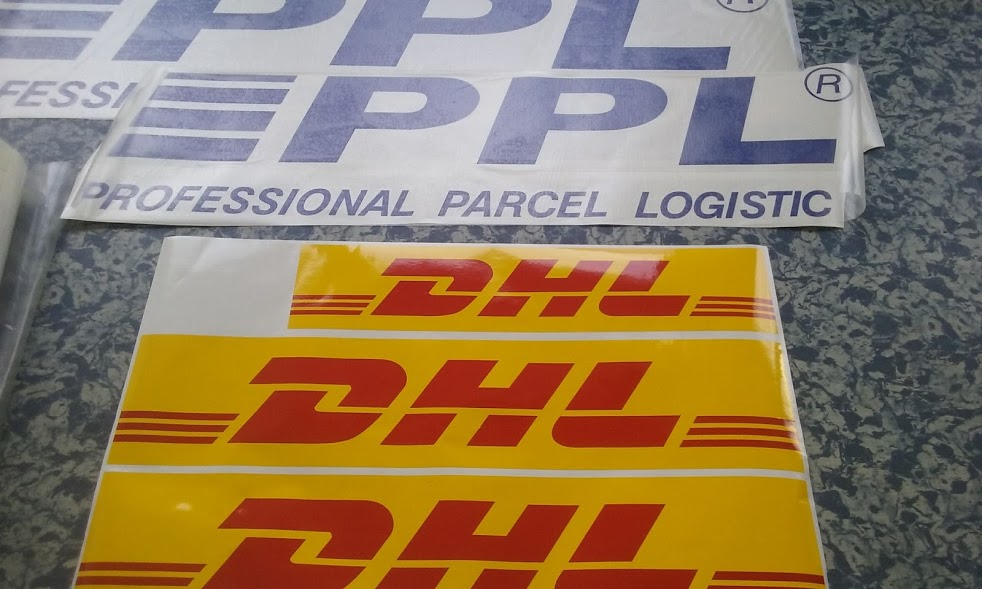 PPL ®
FESSI
PPL ®
PROFESSIONAL PARCEL LOGISTIC
DHL
DHL
DHL